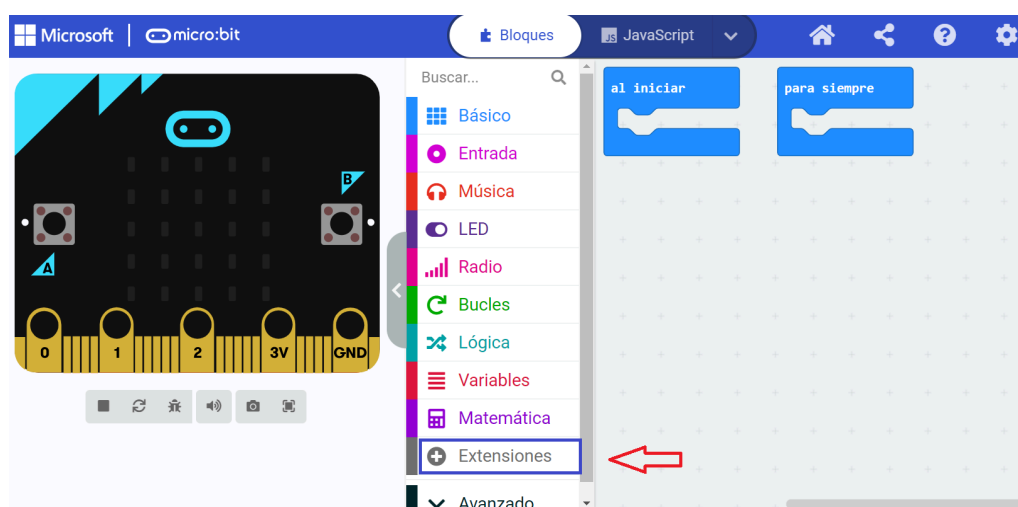 Microsoft | micro:bit
Bloques
JS JavaScript
Buscar...
Básico
Entrada
Música
LED
Radio
Bucles
Lógica
Variables
Matemática
Extensiones
Avanzado
al iniciar
para siempre
B
A
0 1 2 3V GND